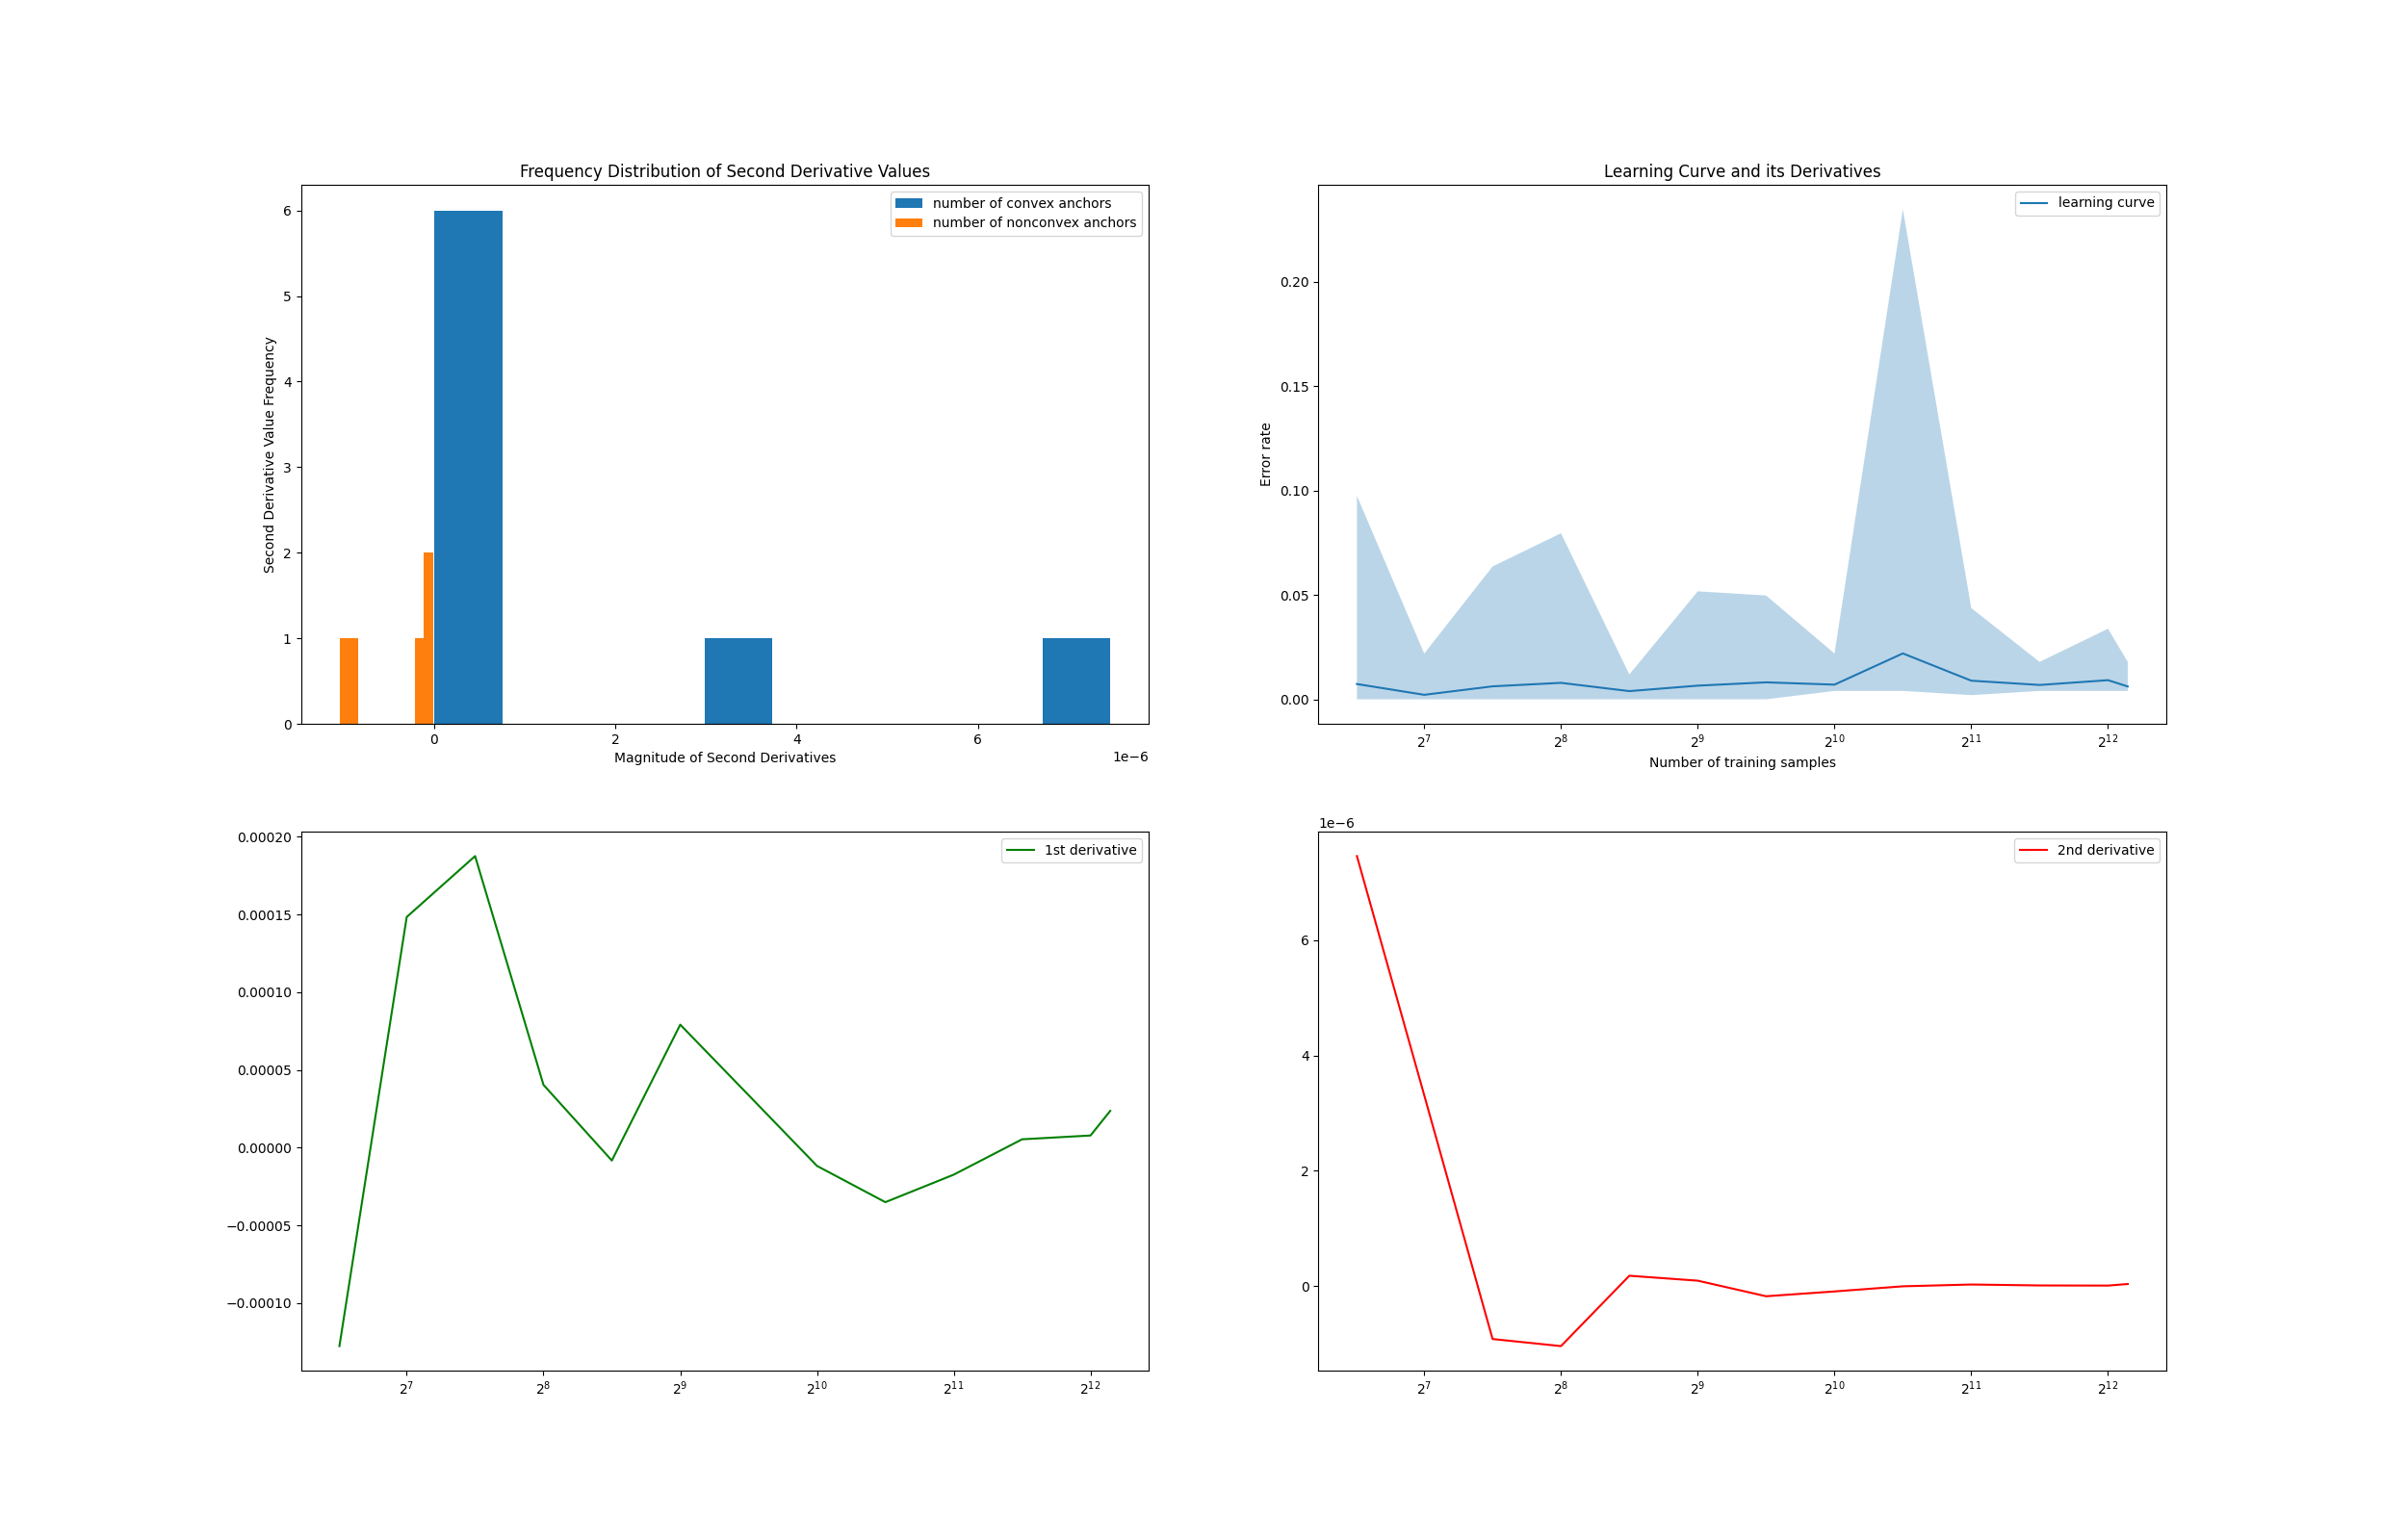 Frequency Distribution of Second Derivative Values
number of convex anchors
number of nonconvex anchors
Second Derivative Value Frequency
6
5
4
3
2
1
0
0 2 4 6
1e−6
Magnitude of Second Derivatives
Learning Curve and its Derivatives
learning curve
Error rate
0.20
0.15
0.10
0.05
0.00
2^7 2^8 2^9 2^10 2^11 2^12
Number of training samples
1st derivative
0.00020
0.00015
0.00010
0.00005
0.00000
−0.00005
−0.00010
2^7 2^8 2^9 2^10 2^11 2^12
1e−6
2nd derivative
6
4
2
0
2^7 2^8 2^9 2^10 2^11 2^12